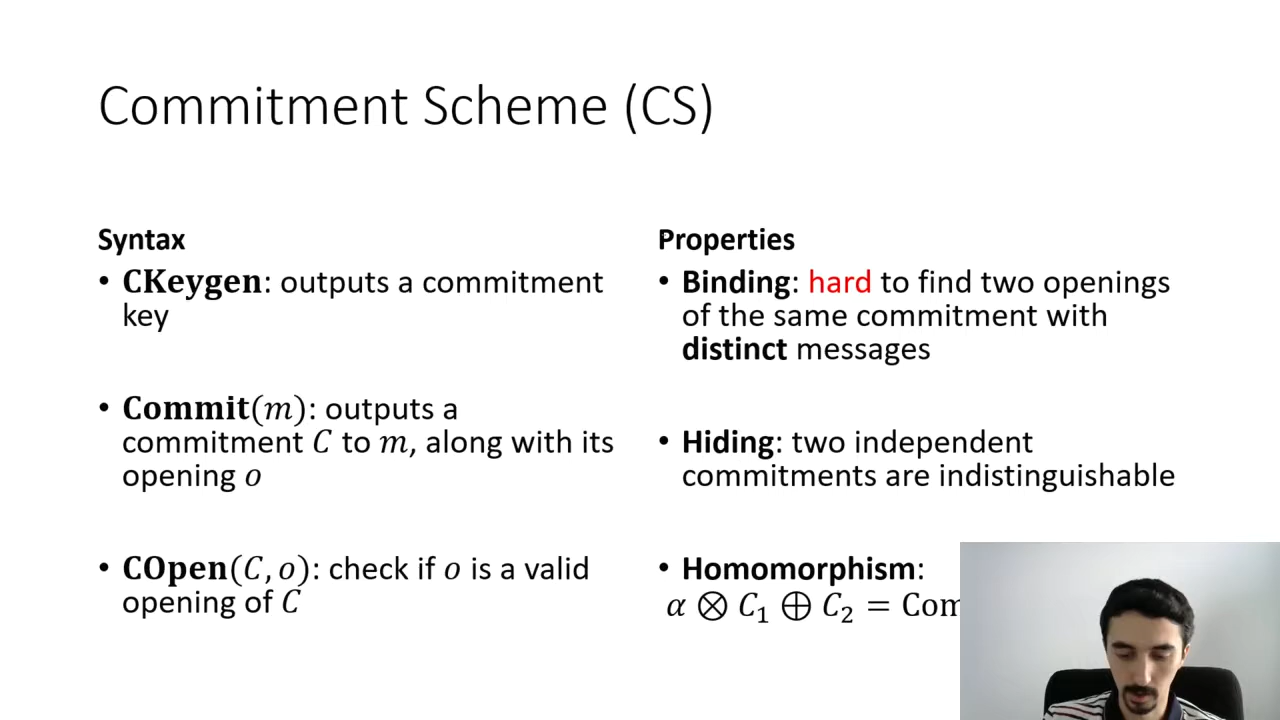 Commitment Scheme (CS)
Syntax
• CKeygen: outputs a commitment
key
• Commit(m): outputs a
commitment C to m, along with its
opening o
• COpen(C, o): check if o is a valid
opening of C
Properties
• Binding: hard to find two openings
of the same commitment with
distinct messages
• Hiding: two independent
commitments are indistinguishable
• Homomorphism:
α ⊗ C₁ ⊕ C₂ =